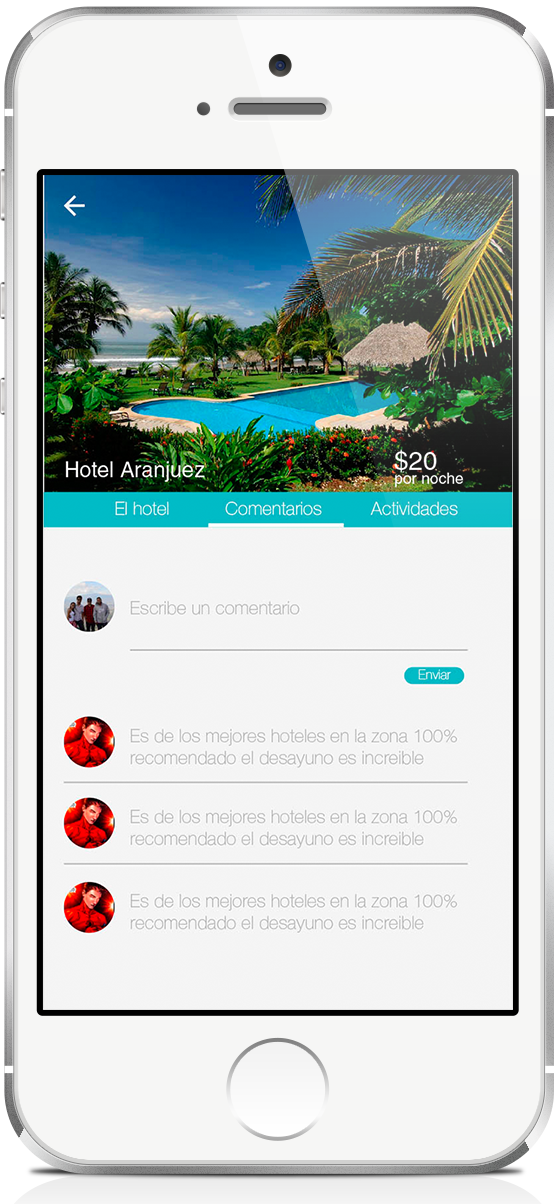 Hotel Aranjuez
$20
por noche
El hotel
Comentarios
Actividades
Escribe un comentario
Enviar
Es de los mejores hoteles en la zona 100%
recomendado el desayuno es increible
Es de los mejores hoteles en la zona 100%
recomendado el desayuno es increible
Es de los mejores hoteles en la zona 100%
recomendado el desayuno es increible